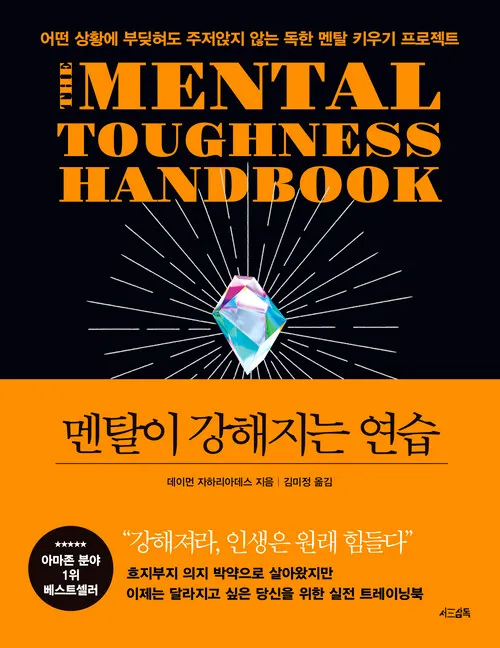 어떤 상황에 부딪혀도 주저앉지 않는 독한 멘탈 키우기 프로젝트
THE MENTAL
TOUGHNESS
HANDBOOK
멘탈이 강해지는 연습
데이먼 자하리아데스 지음 | 김미정 옮김
★★★★★
아마존 분야
1위
베스트셀러
“강해져라, 인생은 원래 힘들다”
흐지부지 의지 박약으로 살아왔지만
이제는 달라지고 싶은 당신을 위한 실전 트레이닝북
서삼독